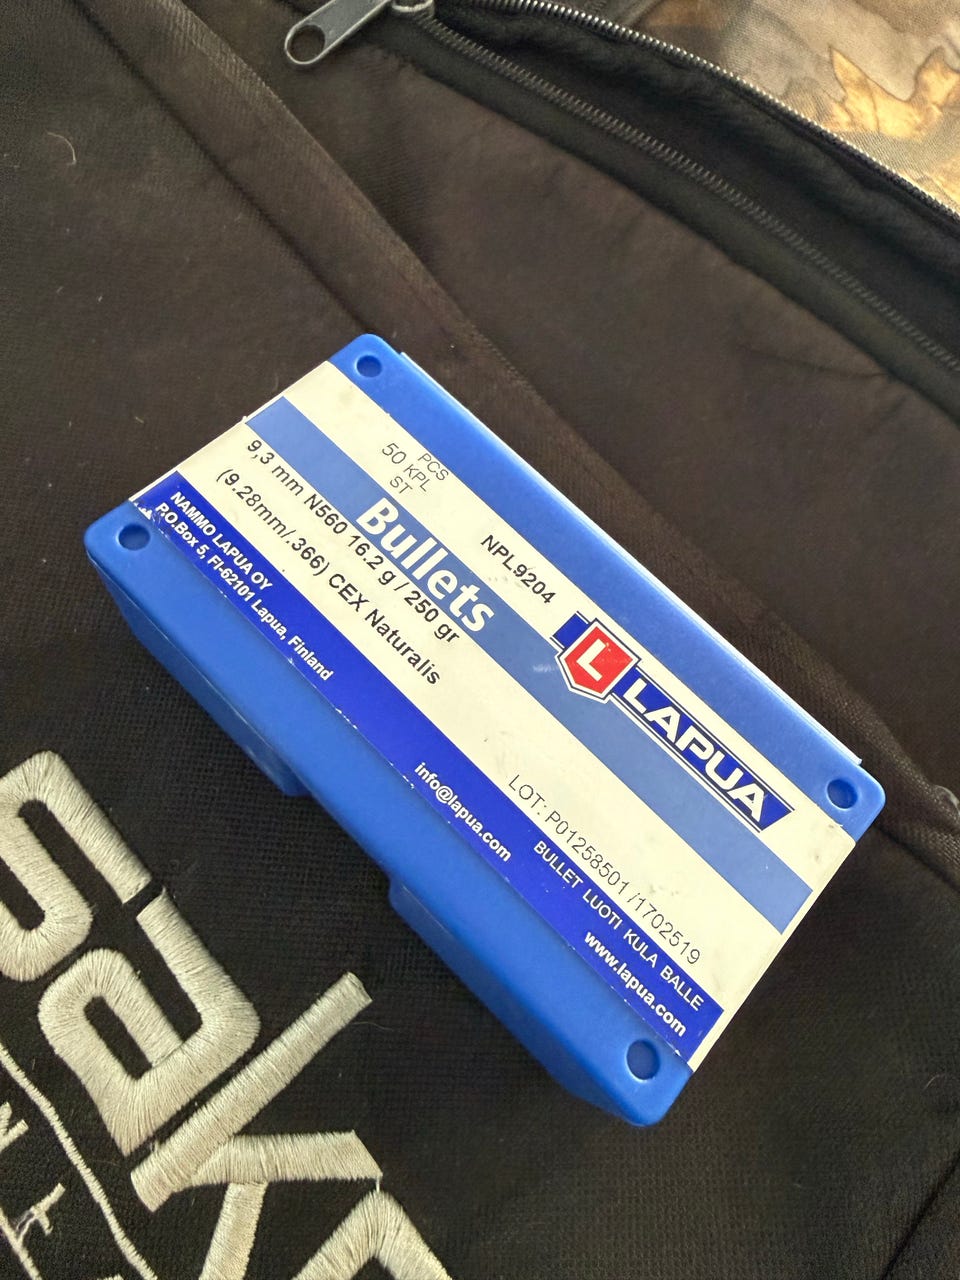 PCS
50 KPL
ST
NPL9204
Bullets
LAPUA
9,3 mm N560 16.2 g / 250 gr
(9.28mm/.366) CEX Naturalis
LOT: P01258501 /1702519
NAMMO LAPUA OY
P.O.Box 5, FI-62101 Lapua, Finland
info@lapua.com
BULLET LUOTI KULA BALLE
www.lapua.com